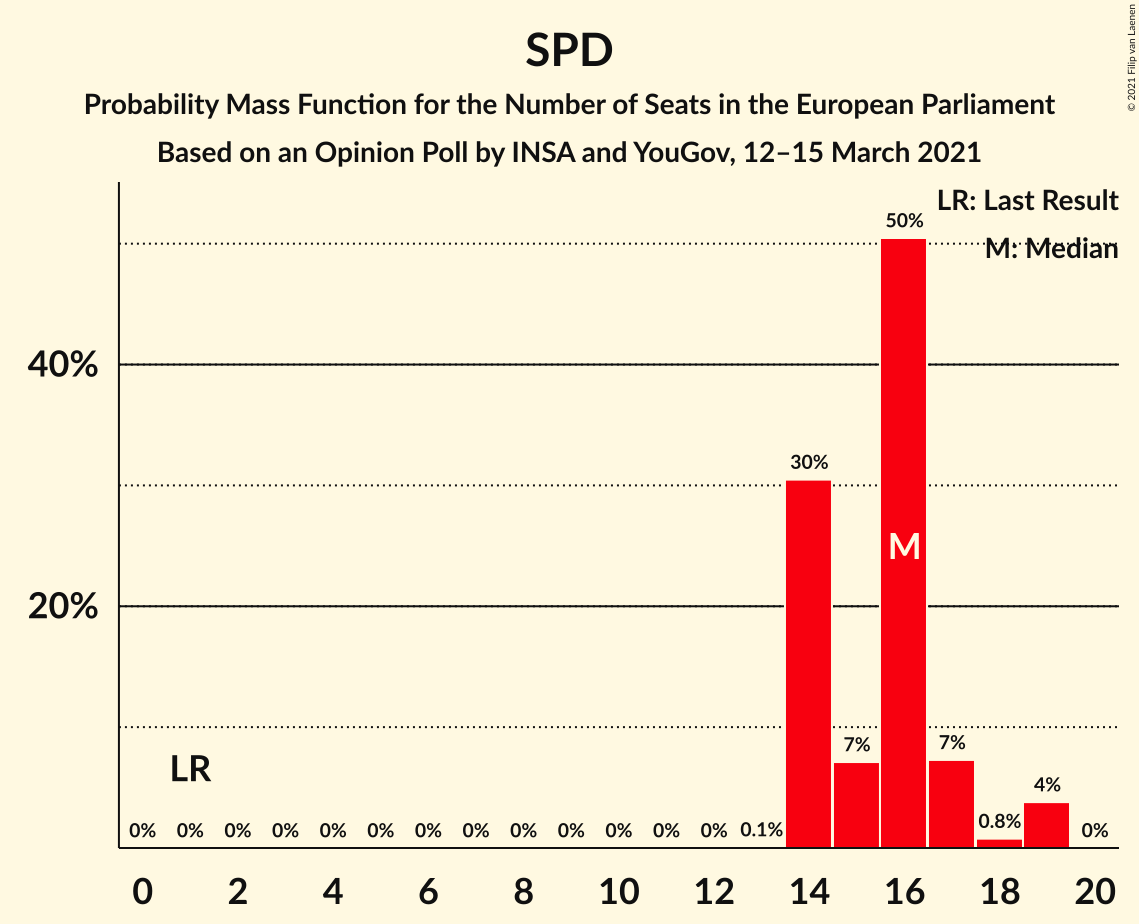 SPD
Probability Mass Function for the Number of Seats in the European Parliament
Based on an Opinion Poll by INSA and YouGov, 12–15 March 2021
© 2021 Filip van Laenen
LR: Last Result
M: Median
50%
40%
30%
M
20%
7%
7%
LR
4%
0% 0% 0% 0% 0% 0% 0% 0% 0% 0% 0% 0% 0% 0.1% 0.8% 0%
0 2 4 6 8 10 12 14 16 18 20